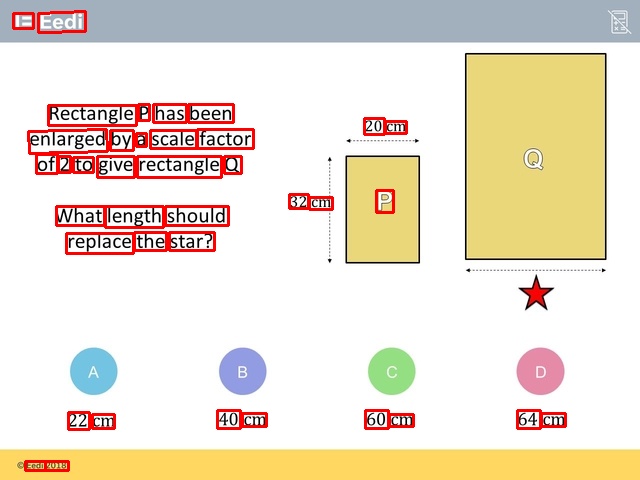 Eedi
Rectangle P has been
enlarged by a scale factor
of 2 to give rectangle Q
What length should
replace the star?
20 cm
32 cm
P
Q
A
B
C
D
22 cm
40 cm
60 cm
64 cm
© Eedi 2018